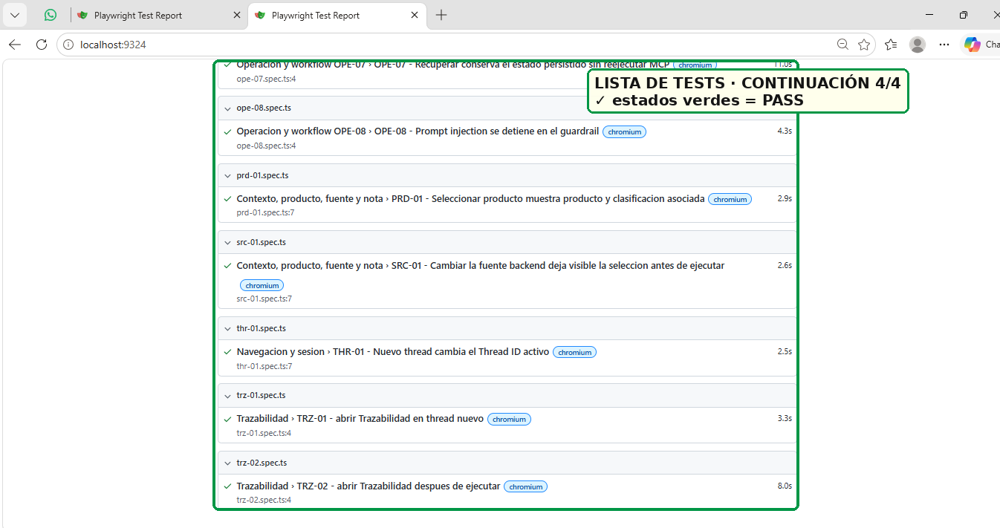 Playwright Test Report
Playwright Test Report
localhost:9324
Cha
Operacion y workflow OPE-07 › OPE-07 - Recuperar conserva el estado persistido sin reejecutar MCP chromium 11.0s
ope-07.spec.ts:4
LISTA DE TESTS · CONTINUACIÓN 4/4
✓ estados verdes = PASS
ope-08.spec.ts
Operacion y workflow OPE-08 › OPE-08 - Prompt injection se detiene en el guardrail chromium 4.3s
ope-08.spec.ts:4
prd-01.spec.ts
Contexto, producto, fuente y nota › PRD-01 - Seleccionar producto muestra producto y clasificacion asociada chromium 2.9s
prd-01.spec.ts:7
src-01.spec.ts
Contexto, producto, fuente y nota › SRC-01 - Cambiar la fuente backend deja visible la seleccion antes de ejecutar 2.6s
chromium
src-01.spec.ts:7
thr-01.spec.ts
Navegacion y sesion › THR-01 - Nuevo thread cambia el Thread ID activo chromium 2.5s
thr-01.spec.ts:7
trz-01.spec.ts
Trazabilidad › TRZ-01 - abrir Trazabilidad en thread nuevo chromium 3.3s
trz-01.spec.ts:4
trz-02.spec.ts
Trazabilidad › TRZ-02 - abrir Trazabilidad despues de ejecutar chromium 8.0s
trz-02.spec.ts:4